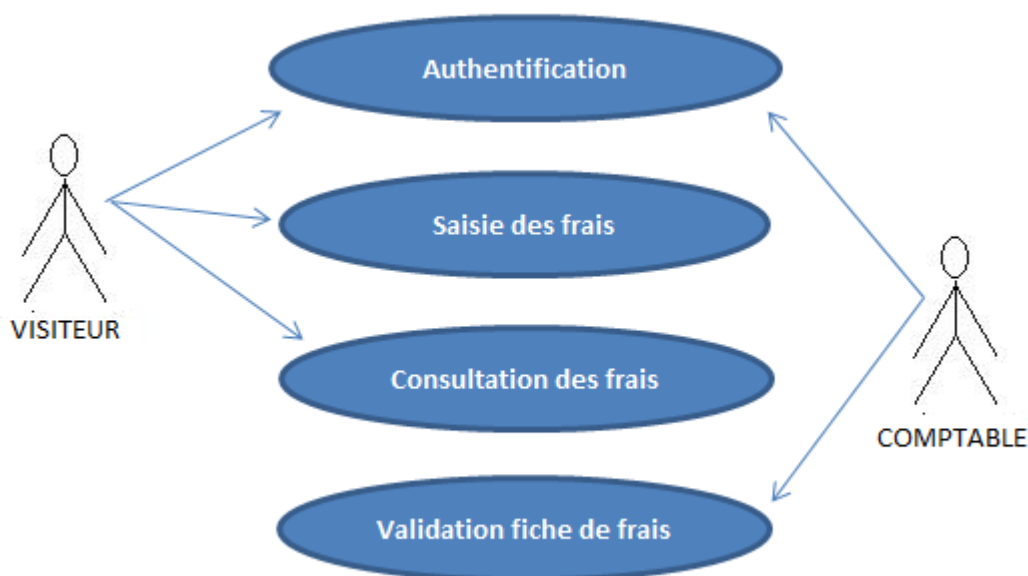 Authentification
Saisie des frais
VISITEUR
Consultation des frais
COMPTABLE
Validation fiche de frais